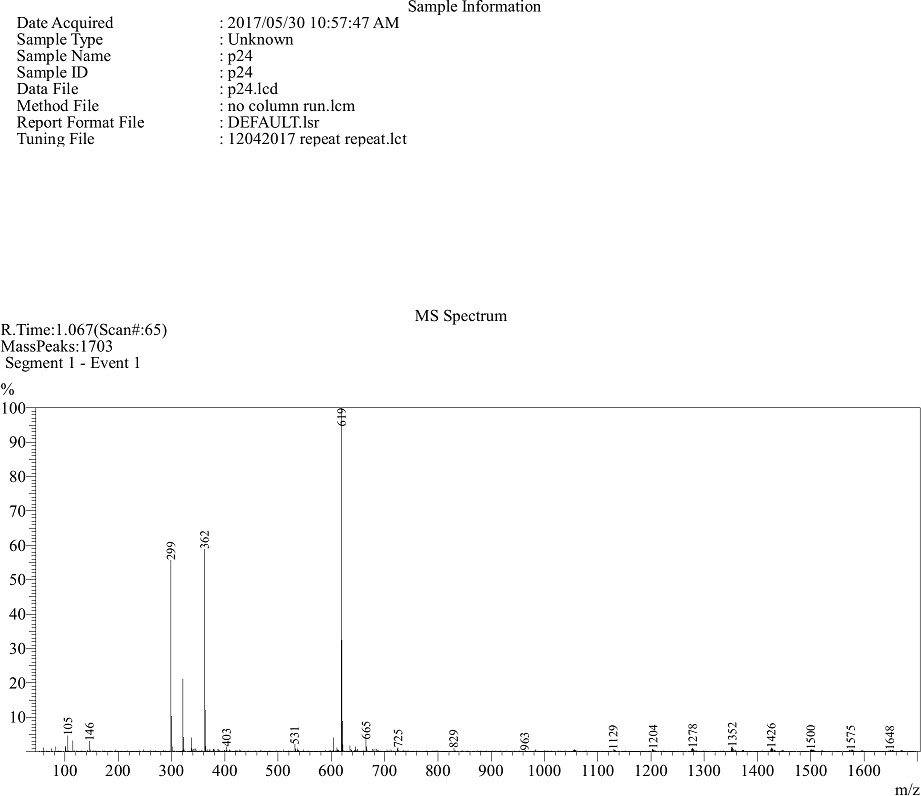 Sample Information
Date Acquired : 2017/05/30 10:57:47 AM
Sample Type : Unknown
Sample Name : p24
Sample ID : p24
Data File : p24.lcd
Method File : no column run.lcm
Report Format File : DEFAULT.lsr
Tuning File : 12042017 repeat repeat.lct
MS Spectrum
R.Time:1.067(Scan#:65)
MassPeaks:1703
Segment 1 - Event 1
%
100
90
80
70
60
50
40
30
20
10
105
146
299
362
403
531
619
665
725
829
963
1129
1204
1278
1352
1426
1500
1575
1648
100 200 300 400 500 600 700 800 900 1000 1100 1200 1300 1400 1500 1600
m/z